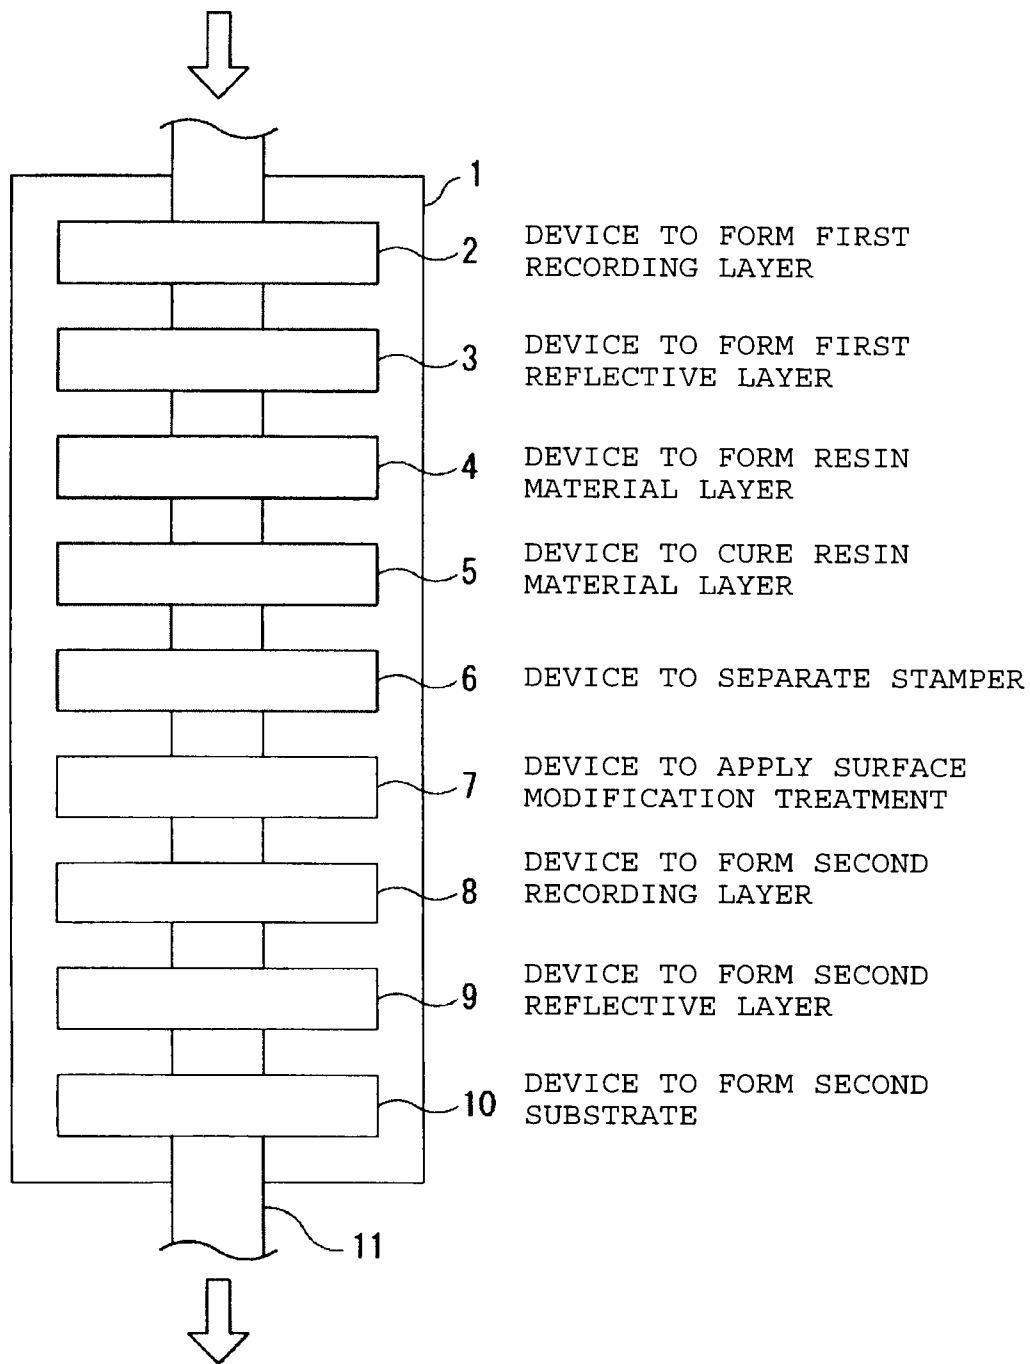 1
2 DEVICE TO FORM FIRST
RECORDING LAYER
3 DEVICE TO FORM FIRST
REFLECTIVE LAYER
4 DEVICE TO FORM RESIN
MATERIAL LAYER
5 DEVICE TO CURE RESIN
MATERIAL LAYER
6 DEVICE TO SEPARATE STAMPER
7 DEVICE TO APPLY SURFACE
MODIFICATION TREATMENT
8 DEVICE TO FORM SECOND
RECORDING LAYER
9 DEVICE TO FORM SECOND
REFLECTIVE LAYER
10 DEVICE TO FORM SECOND
SUBSTRATE
11